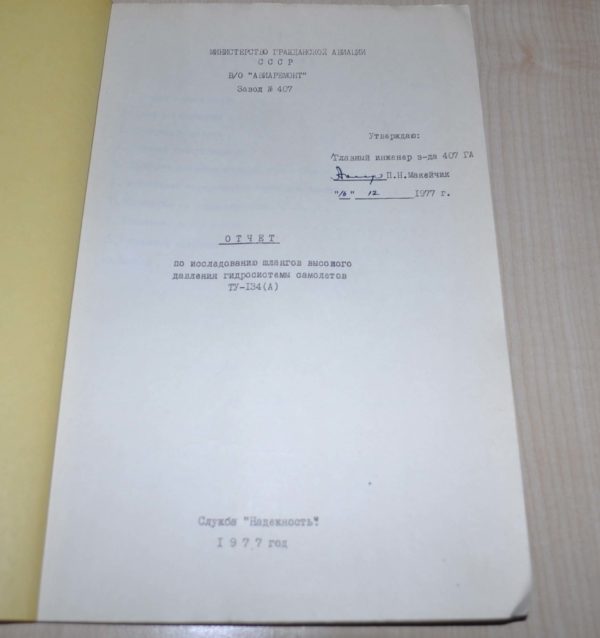 МИНИСТЕРСТВО ГРАЖДАНСКОЙ АВИАЦИИ
С С С Р
В/О "АВИАРЕМОНТ"
Завод № 407
Утверждаю:
Главный инженер з-да 407 ГА
П.Н.Макейчик
"16" 12 1977 г.
О Т Ч Е Т
по исследованию шлангов высокого
давления гидросистемы самолетов
ТУ-134(А)
Служба "Надежность"
1 9 7 7 год